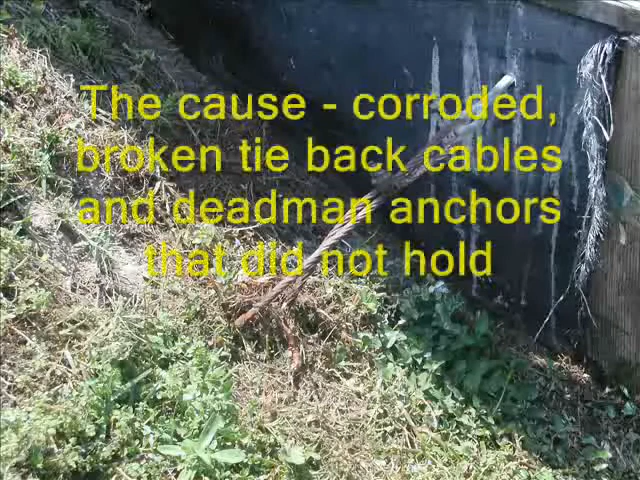 The cause - corroded,
broken tie back cables
and deadman anchors
that did not hold